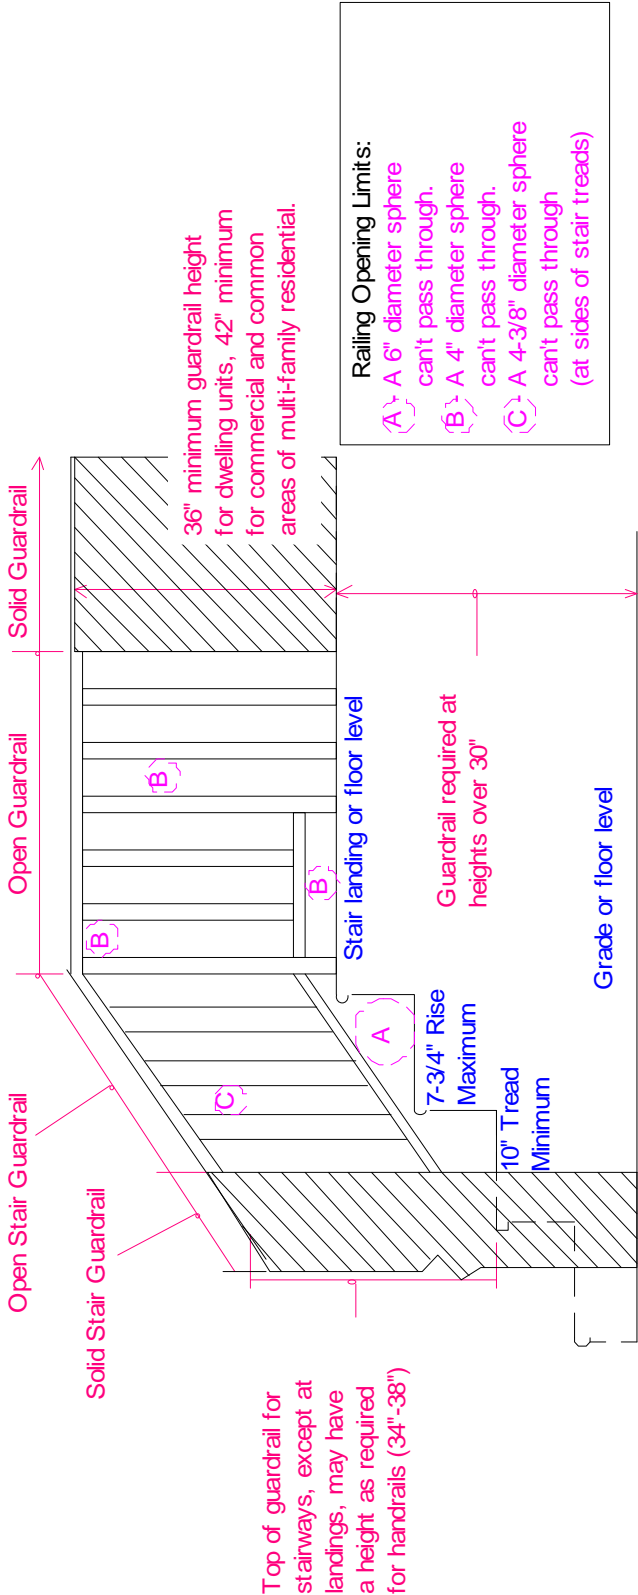 Open Stair Guardrail
Open Guardrail
Solid Guardrail
Solid Stair Guardrail
36" minimum guardrail height
for dwelling units, 42" minimum
for commercial and common
areas of multi-family residential.
Top of guardrail for
stairways, except at
landings, may have
a height as required
for handrails (34"-38")
C
B
B
B
A
Stair landing or floor level
7-3/4" Rise
Maximum
10" Tread
Minimum
Guardrail required at
heights over 30"
Grade or floor level
Railing Opening Limits:
A - A 6" diameter sphere
can't pass through.
B - A 4" diameter sphere
can't pass through.
C - A 4-3/8" diameter sphere
can't pass through
(at sides of stair treads)